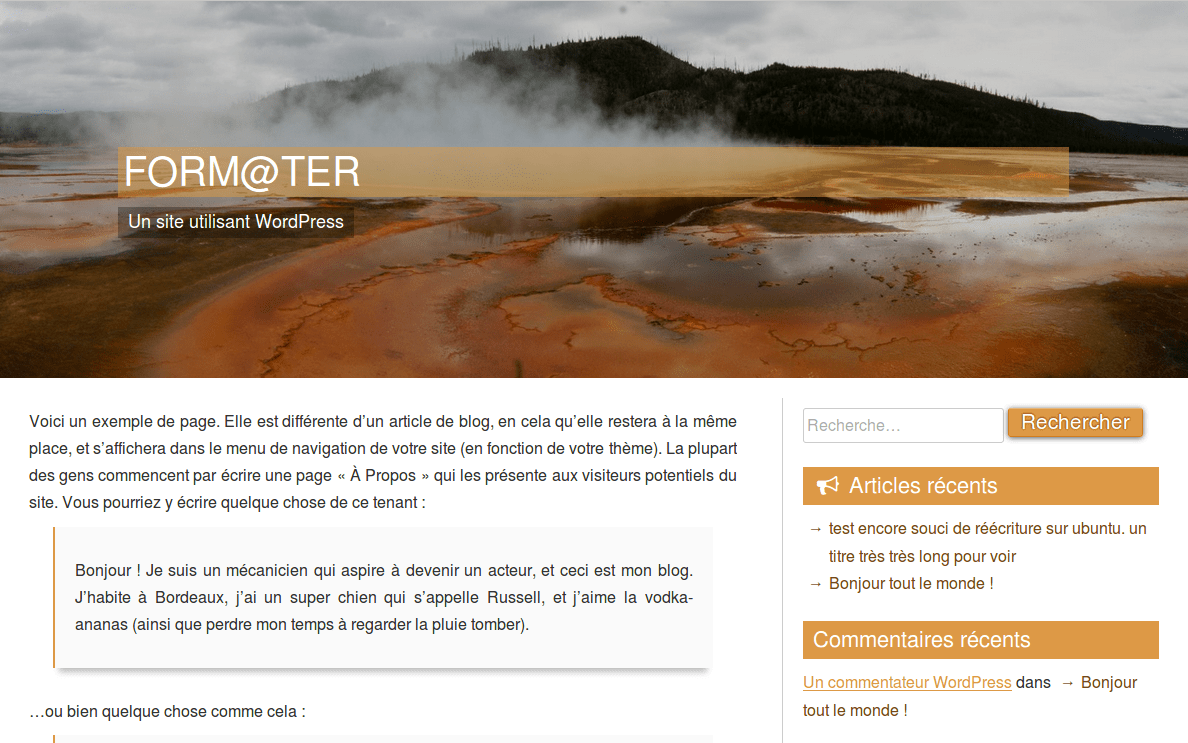 FORM@TER
Un site utilisant WordPress
Voici un exemple de page. Elle est différente d’un article de blog, en cela qu’elle restera à la même
place, et s’affichera dans le menu de navigation de votre site (en fonction de votre thème). La plupart
des gens commencent par écrire une page « À Propos » qui les présente aux visiteurs potentiels du
site. Vous pourriez y écrire quelque chose de ce tenant :
Bonjour ! Je suis un mécanicien qui aspire à devenir un acteur, et ceci est mon blog.
J’habite à Bordeaux, j’ai un super chien qui s’appelle Russell, et j’aime la vodka-
ananas (ainsi que perdre mon temps à regarder la pluie tomber).
…ou bien quelque chose comme cela :
Recherche…
Rechercher
Articles récents
→ test encore souci de réécriture sur ubuntu. un
titre très très long pour voir
→ Bonjour tout le monde !
Commentaires récents
Un commentateur WordPress dans → Bonjour
tout le monde !